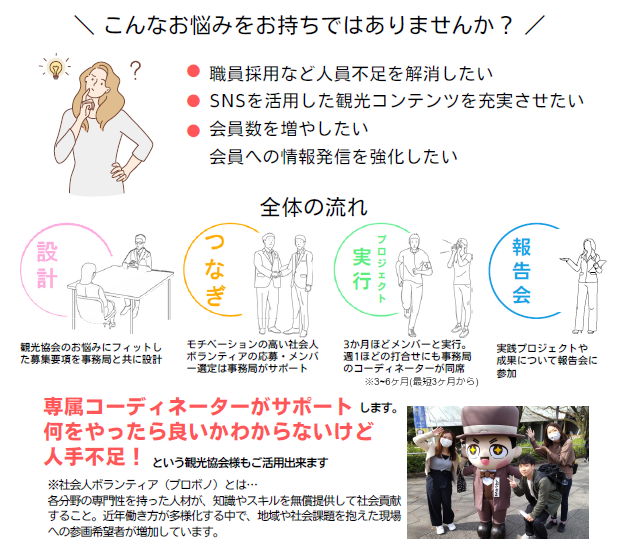 ＼ こんなお悩みをお持ちではありませんか？ ／
● 職員採用など人員不足を解消したい
● SNSを活用した観光コンテンツを充実させたい
● 会員数を増やしたい
会員への情報発信を強化したい
全体の流れ
設計
観光協会のお悩みにフィットし
た募集要項を事務局と共に設計
つなぎ
モチベーションの高い社会人
ボランティアの応募・メンバ
ー選定は事務局がサポート
プロジェクト
実行
3か月ほどメンバーと実行。
週1ほどの打合せにも事務局
のコーディネーターが同席
※3~6ケ月(最短3ヶ月から)
報告会
実践プロジェクトや
成果について報告会に
参加
専属コーディネーターがサポート します。
何をやったら良いかわからないけど
人手不足！ という観光協会様もご活用出来ます
※社会人ボランティア（プロボノ）とは…
各分野の専門性を持った人材が、知識やスキルを無償提供して社会貢献
すること。近年働き方が多様化する中で、地域や社会課題を抱えた現場
への参画希望者が増加しています。